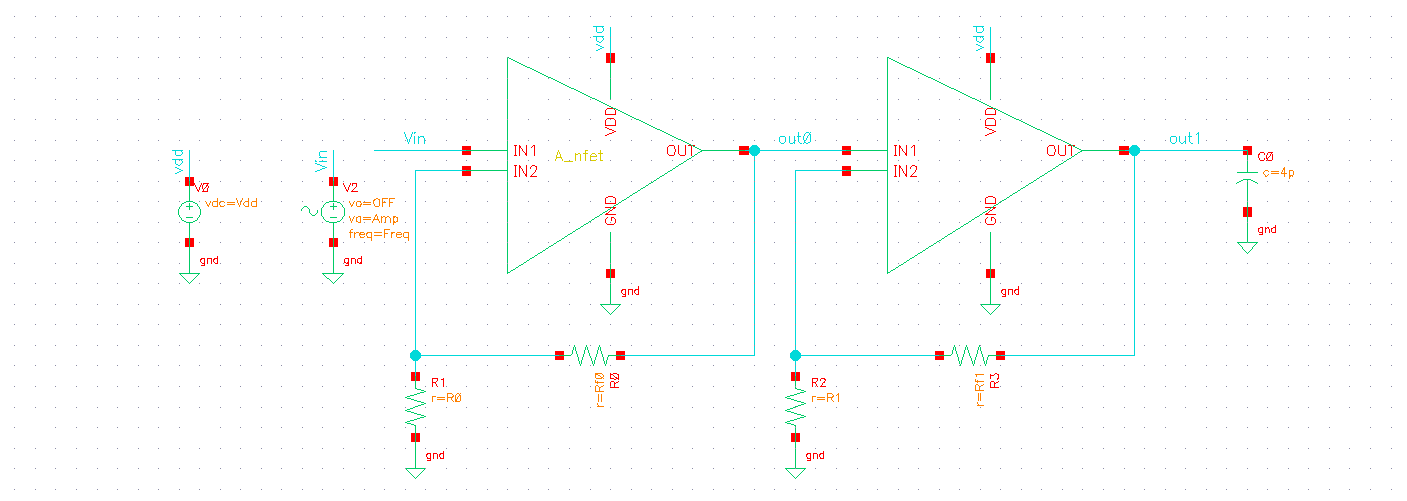 vdd
V0
vdc=Vdd
gnd
Vin
V2
vo=OFF
va=Amp
freq=Freq
gnd
Vin
IN1
IN2
A_nfet
OUT
vdd
VDD
GND
gnd
out0
R1
r=R0
gnd
r=Rf0
R0
IN1
IN2
OUT
vdd
VDD
GND
gnd
out1
R2
r=R1
gnd
r=Rf1
R3
C0
c=4p
gnd